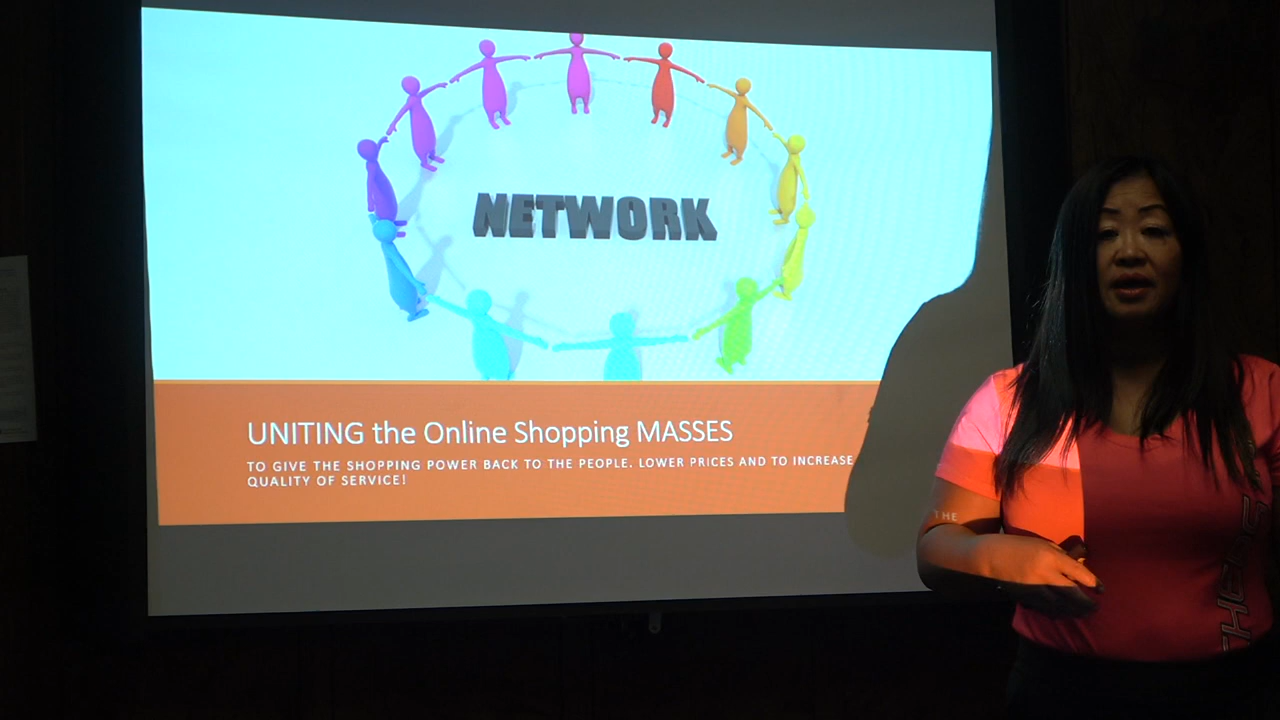 NETWORK
UNITING the Online Shopping MASSES
TO GIVE THE SHOPPING POWER BACK TO THE PEOPLE. LOWER PRICES AND TO INCREASE THE
QUALITY OF SERVICE!